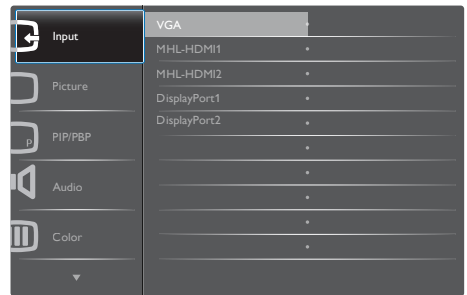 Input
Picture
P
PIP/PBP
Audio
Color
VGA
MHL-HDMI1
MHL-HDMI2
DisplayPort1
DisplayPort2